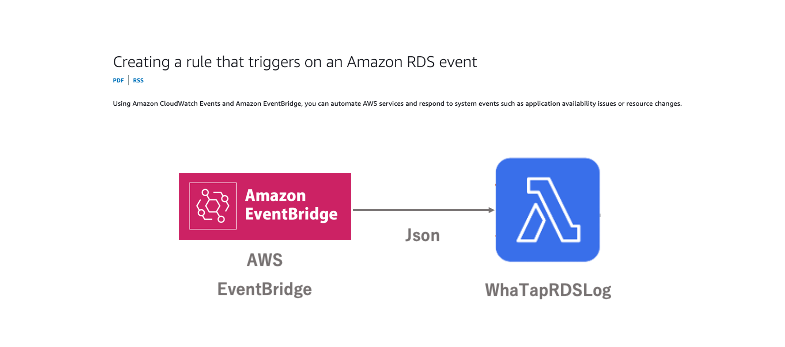 Creating a rule that triggers on an Amazon RDS event
PDF | RSS
Using Amazon CloudWatch Events and Amazon EventBridge, you can automate AWS services and respond to system events such as application availability issues or resource changes.
Amazon
EventBridge
Json
AWS
EventBridge
WhaTapRDSLog